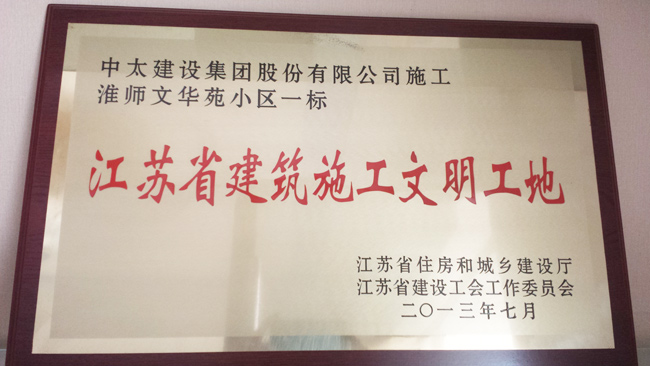 中太建设集团股份有限公司施工
淮师文华苑小区一标
江苏省建筑施工文明工地
江苏省住房和城乡建设厅
江苏省建设工会工作委员会
二〇一三年七月